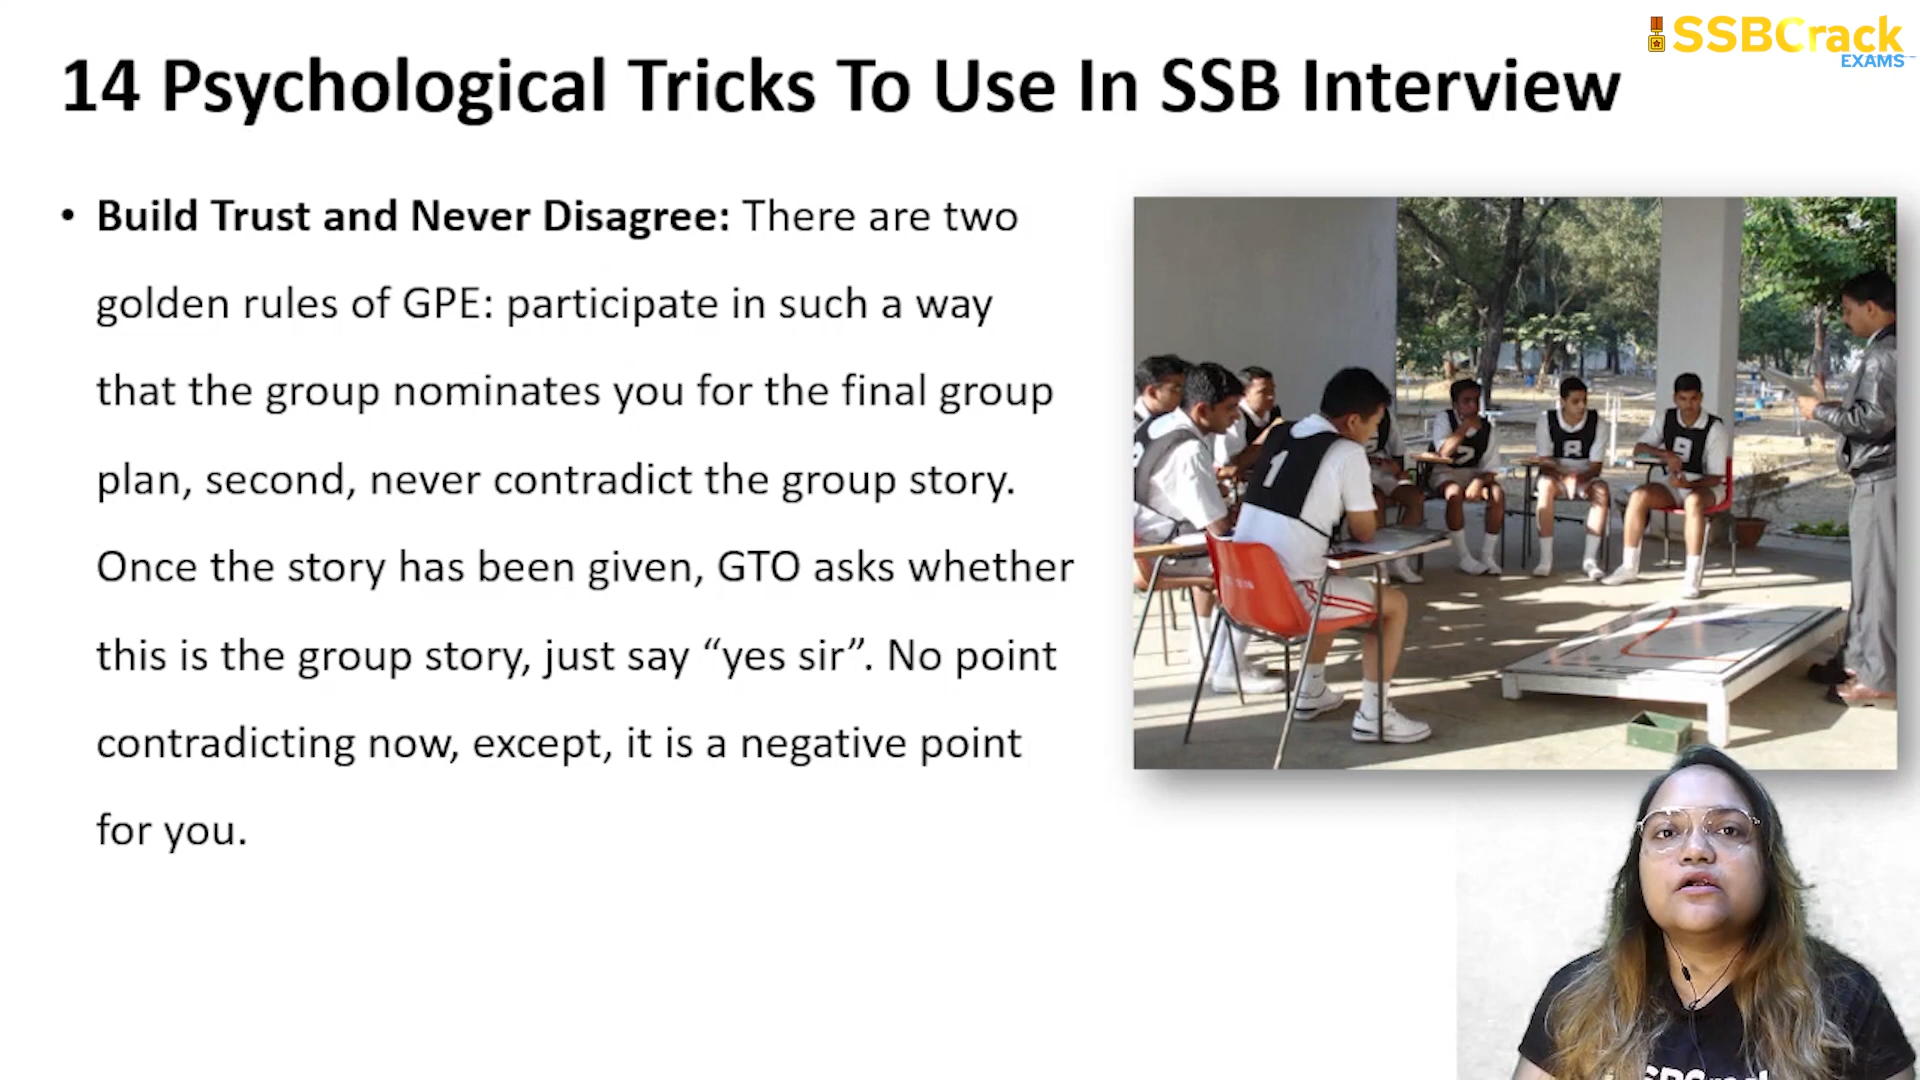 SSBCrack
EXAMS
14 Psychological Tricks To Use In SSB Interview
• Build Trust and Never Disagree: There are two
golden rules of GPE: participate in such a way
that the group nominates you for the final group
plan, second, never contradict the group story.
Once the story has been given, GTO asks whether
this is the group story, just say “yes sir”. No point
contradicting now, except, it is a negative point
for you.
1
8
9